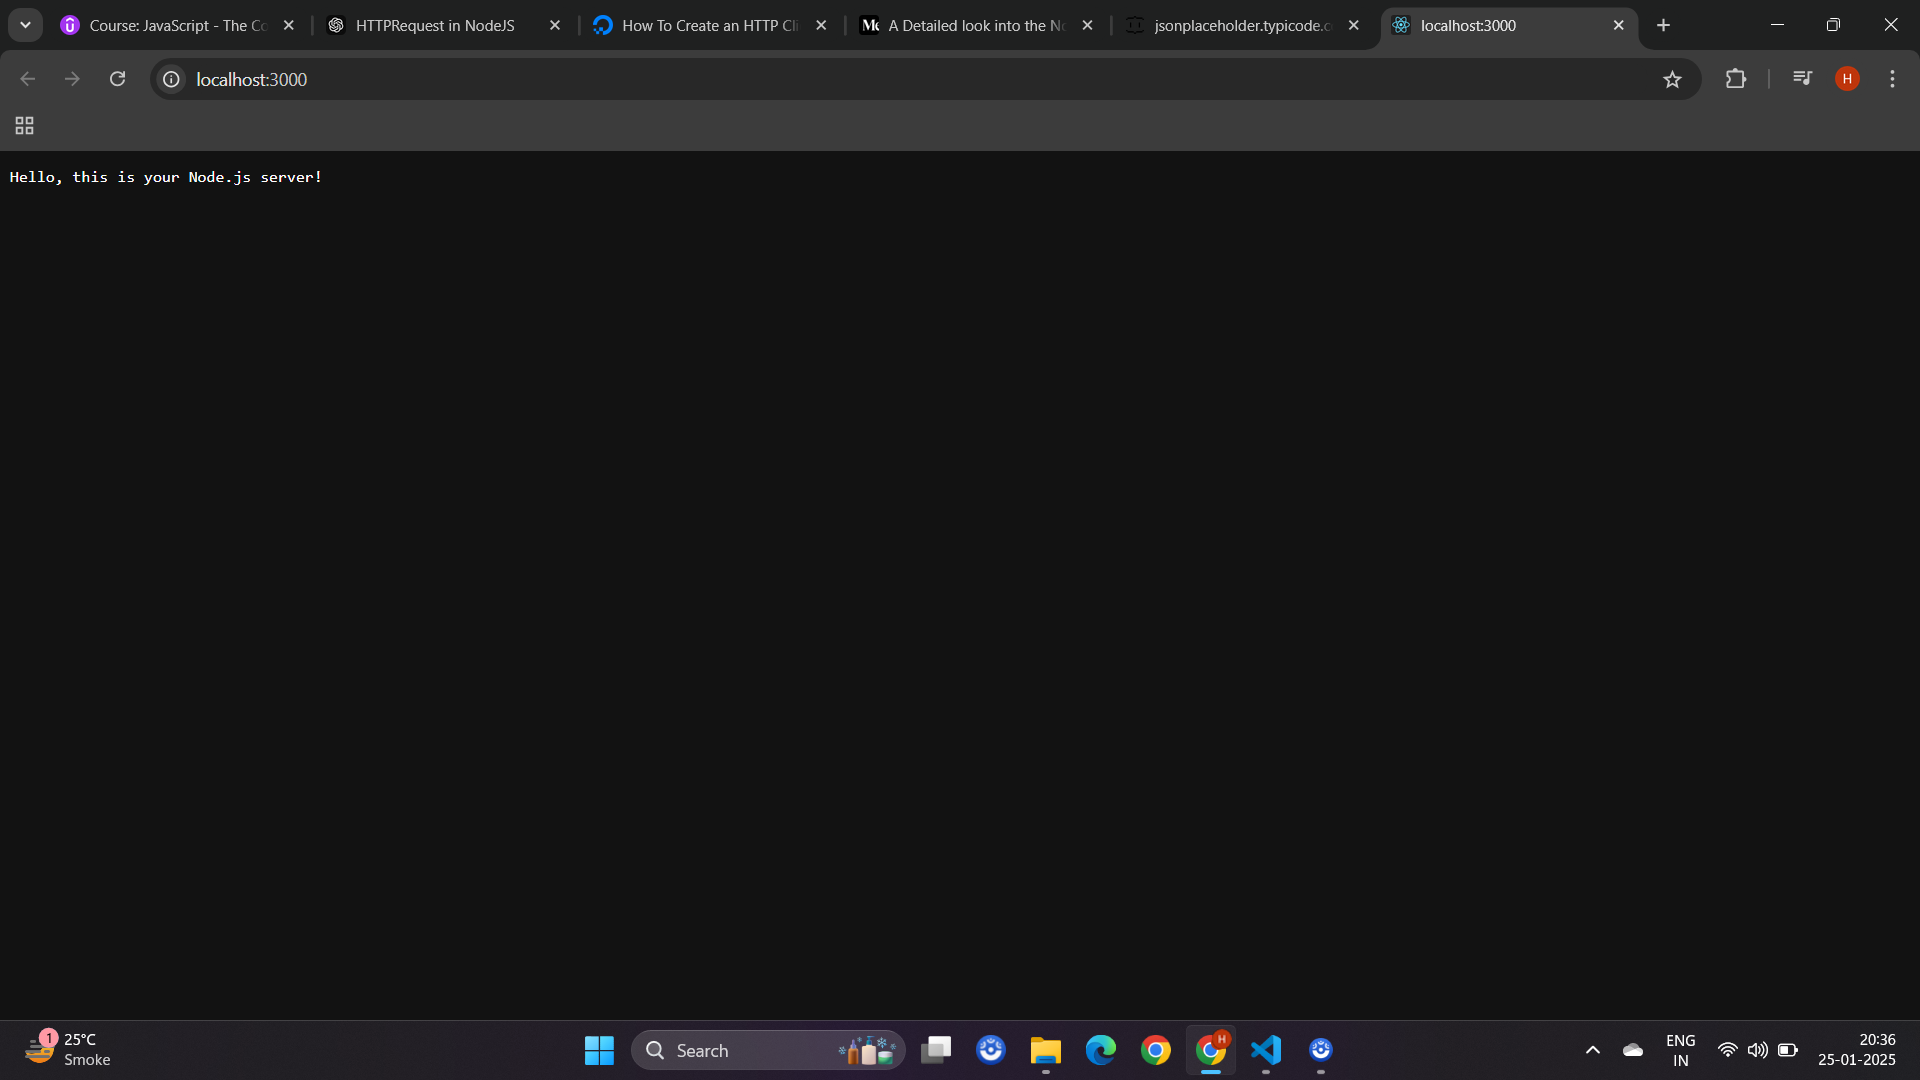 Course: JavaScript - The Co
HTTPRequest in NodeJS
How To Create an HTTP Cli
A Detailed look into the No
jsonplaceholder.typicode.c
localhost:3000
localhost:3000
H
Hello, this is your Node.js server!
1
25°C
Smoke
Search
H
ENG
IN
20:36
25-01-2025